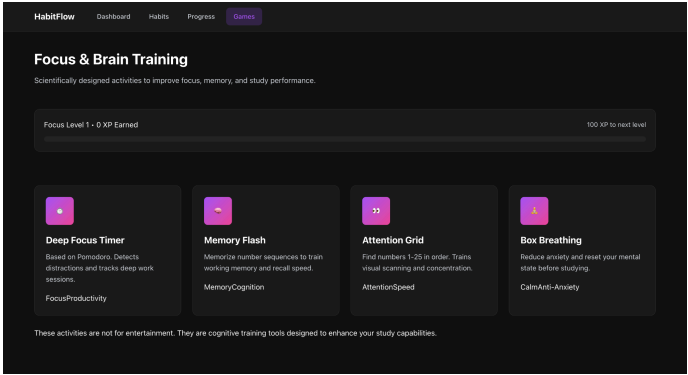 HabitFlow Dashboard Habits Progress Games
Focus & Brain Training
Scientifically designed activities to improve focus, memory, and study performance.
Focus Level 1 • 0 XP Earned 100 XP to next level
Deep Focus Timer
Based on Pomodoro. Detects
distractions and tracks deep work
sessions.
FocusProductivity
Memory Flash
Memorize number sequences to train
working memory and recall speed.
MemoryCognition
Attention Grid
Find numbers 1-25 in order. Trains
visual scanning and concentration.
AttentionSpeed
Box Breathing
Reduce anxiety and reset your mental
state before studying.
CalmAnti-Anxiety
These activities are not for entertainment. They are cognitive training tools designed to enhance your study capabilities.